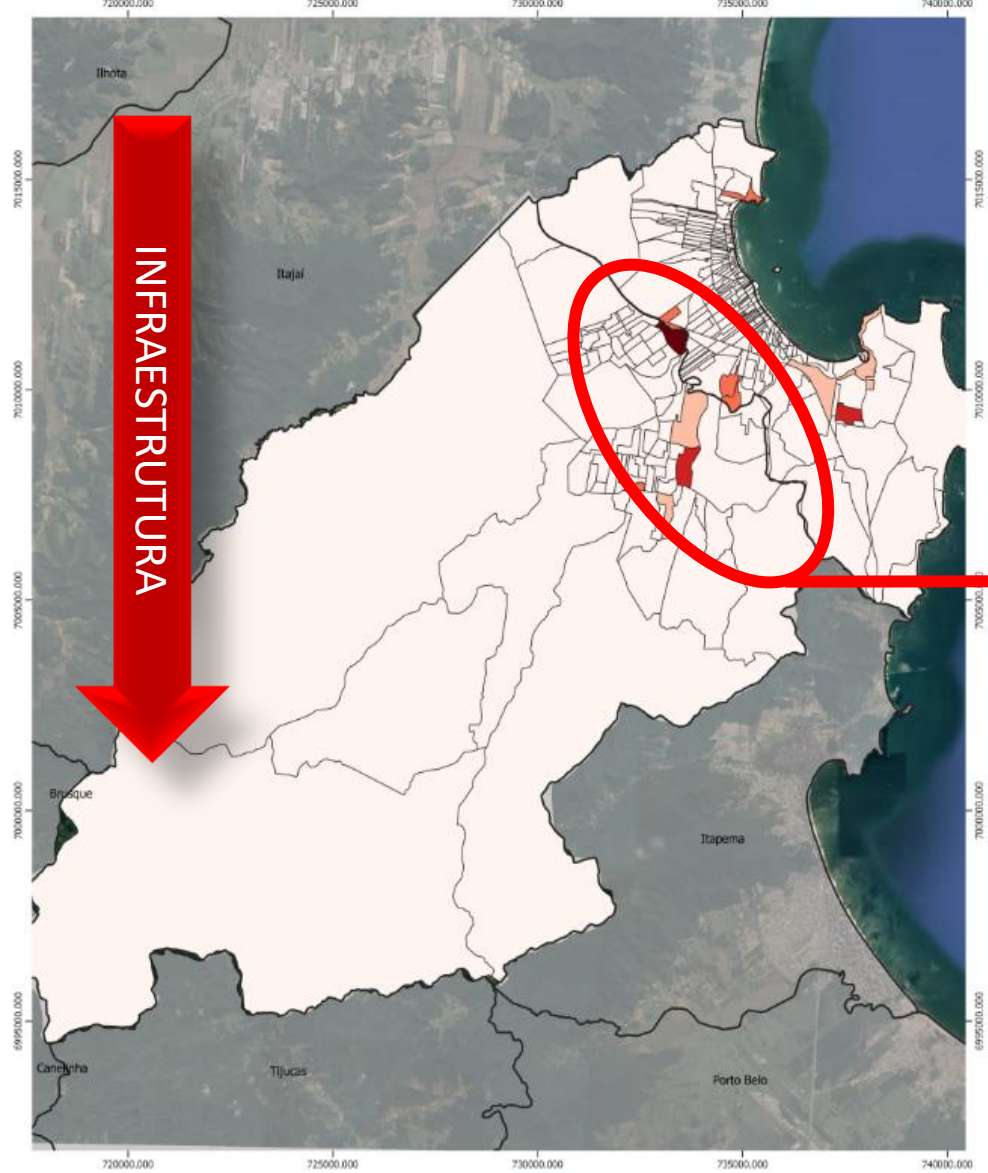 720000.000 725000.000 730000.000 735000.000 740000.000
Ilhota
7015000.000 7015000.000
Itajaí
INFRAESTRUTURA
7010000.000 7010000.000
7005000.000 7005000.000
Brusque
7000000.000 7000000.000
Itapema
6995000.000 6995000.000
Canelinha
Tijucas
Porto Belo
720000.000 725000.000 730000.000 735000.000 740000.000